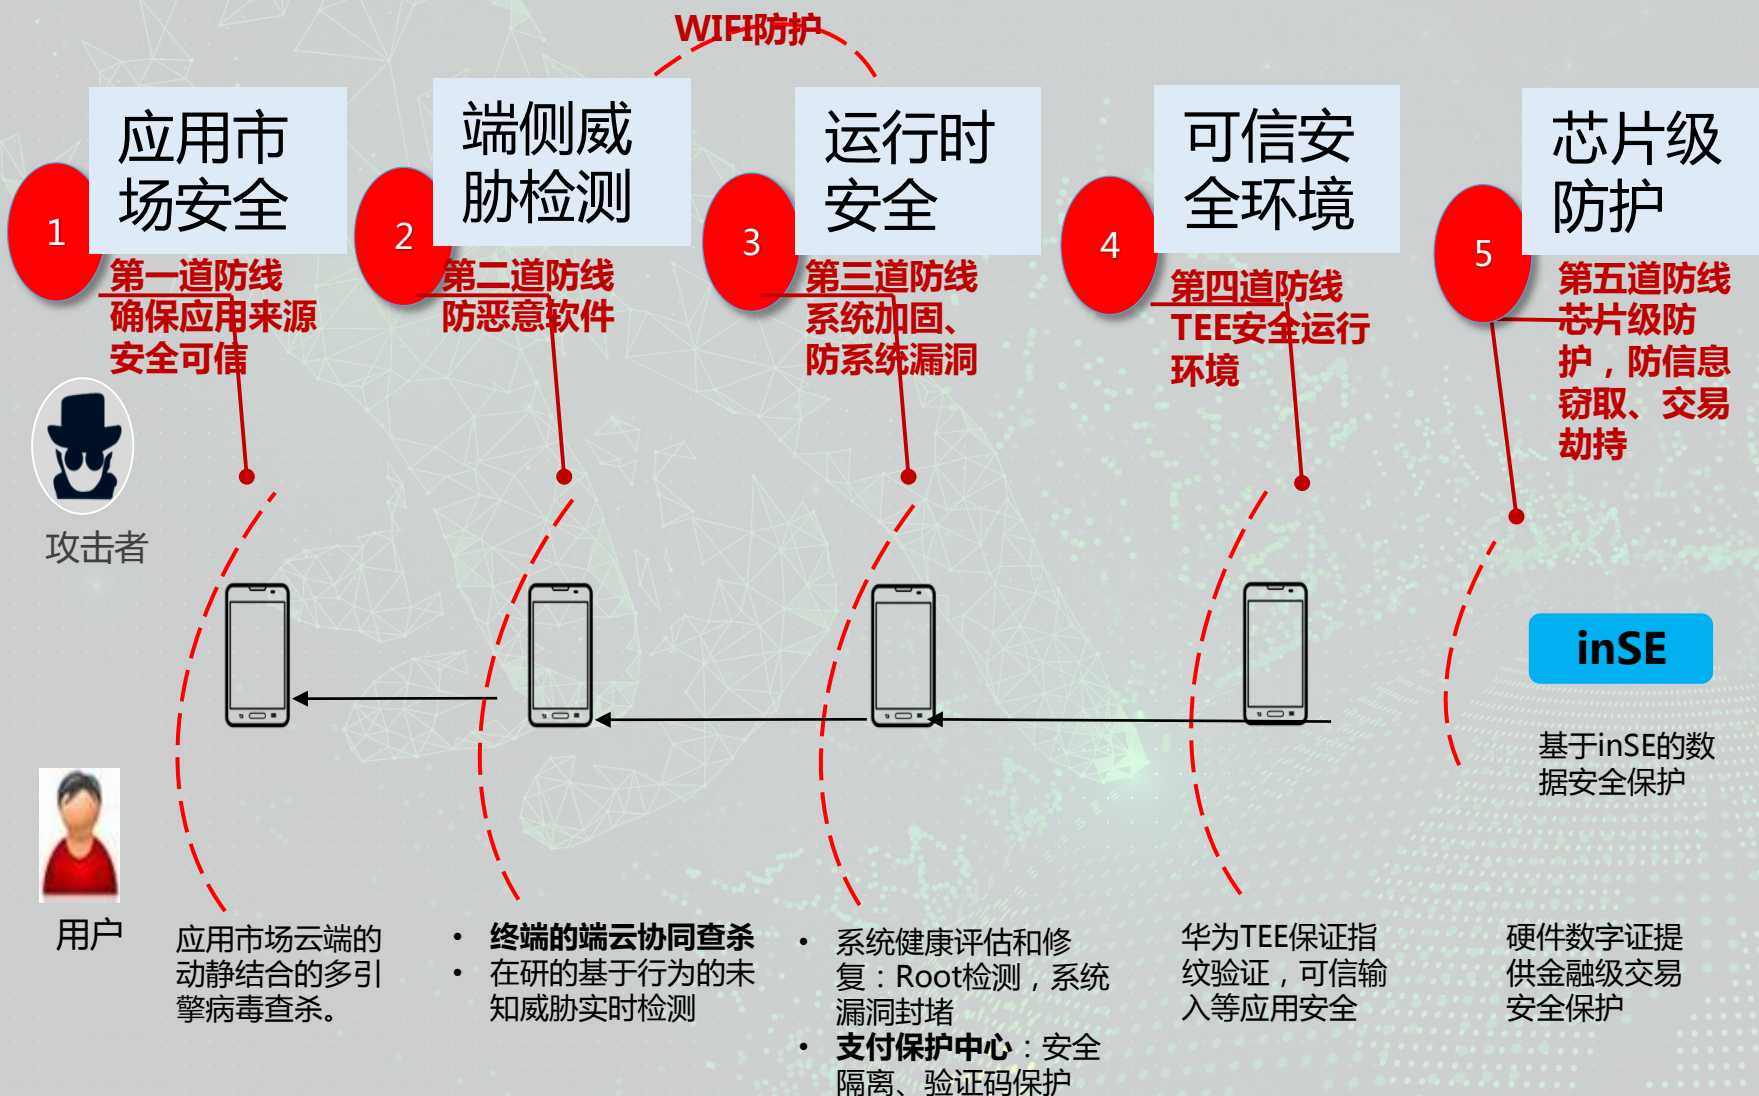 WIFI防护
1
应用市
场安全
第一道防线
确保应用来源
安全可信
2
端侧威
胁检测
第二道防线
防恶意软件
3
运行时
安全
第三道防线
系统加固、
防系统漏洞
4
可信安
全环境
第四道防线
TEE安全运行
环境
5
芯片级
防护
第五道防线
芯片级防
护，防信息
窃取、交易
劫持
攻击者
inSE
基于inSE的数
据安全保护
用户
应用市场云端的
动静结合的多引
擎病毒查杀。
• 终端的端云协同查杀
• 在研的基于行为的未
知威胁实时检测
• 系统健康评估和修
复：Root检测，系统
漏洞封堵
• 支付保护中心：安全
隔离、验证码保护
华为TEE保证指
纹验证，可信输
入等应用安全
硬件数字证提
供金融级交易
安全保护